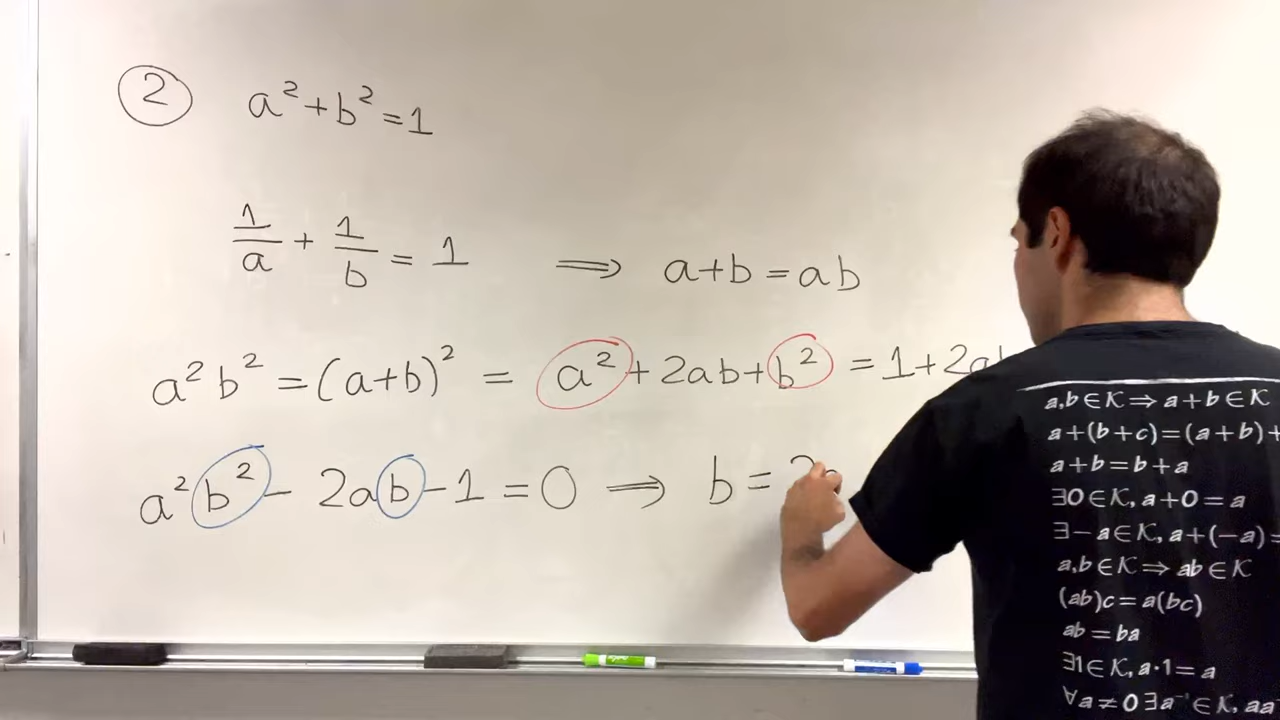 ② a²+b²=1
1/a + 1/b = 1 ⟹ a+b=ab
a²b²=(a+b)² = a²+2ab+b² = 1+2ab
a²b²- 2ab-1=0 ⟹ b=2a
a,b∈K⇒a+b∈K
a+(b+c)=(a+b)+
a+b=b+a
∃0∈K, a+0=a
∃-a∈K, a+(-a)=
a,b∈K⇒ab∈K
(ab)c=a(bc)
ab=ba
∃1∈K, a·1=a
∀a≠0∃a⁻¹∈K, aa